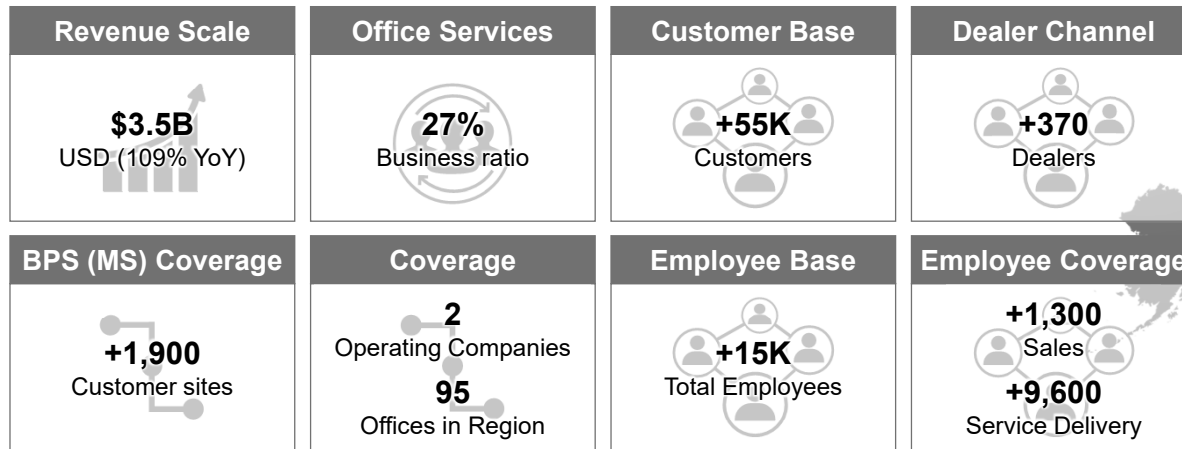 Revenue Scale
$3.5B
USD (109% YoY)
Office Services
27%
Business ratio
Customer Base
+55K
Customers
Dealer Channel
+370
Dealers
BPS (MS) Coverage
+1,900
Customer sites
Coverage
2
Operating Companies
95
Offices in Region
Employee Base
+15K
Total Employees
Employee Coverage
+1,300
Sales
+9,600
Service Delivery